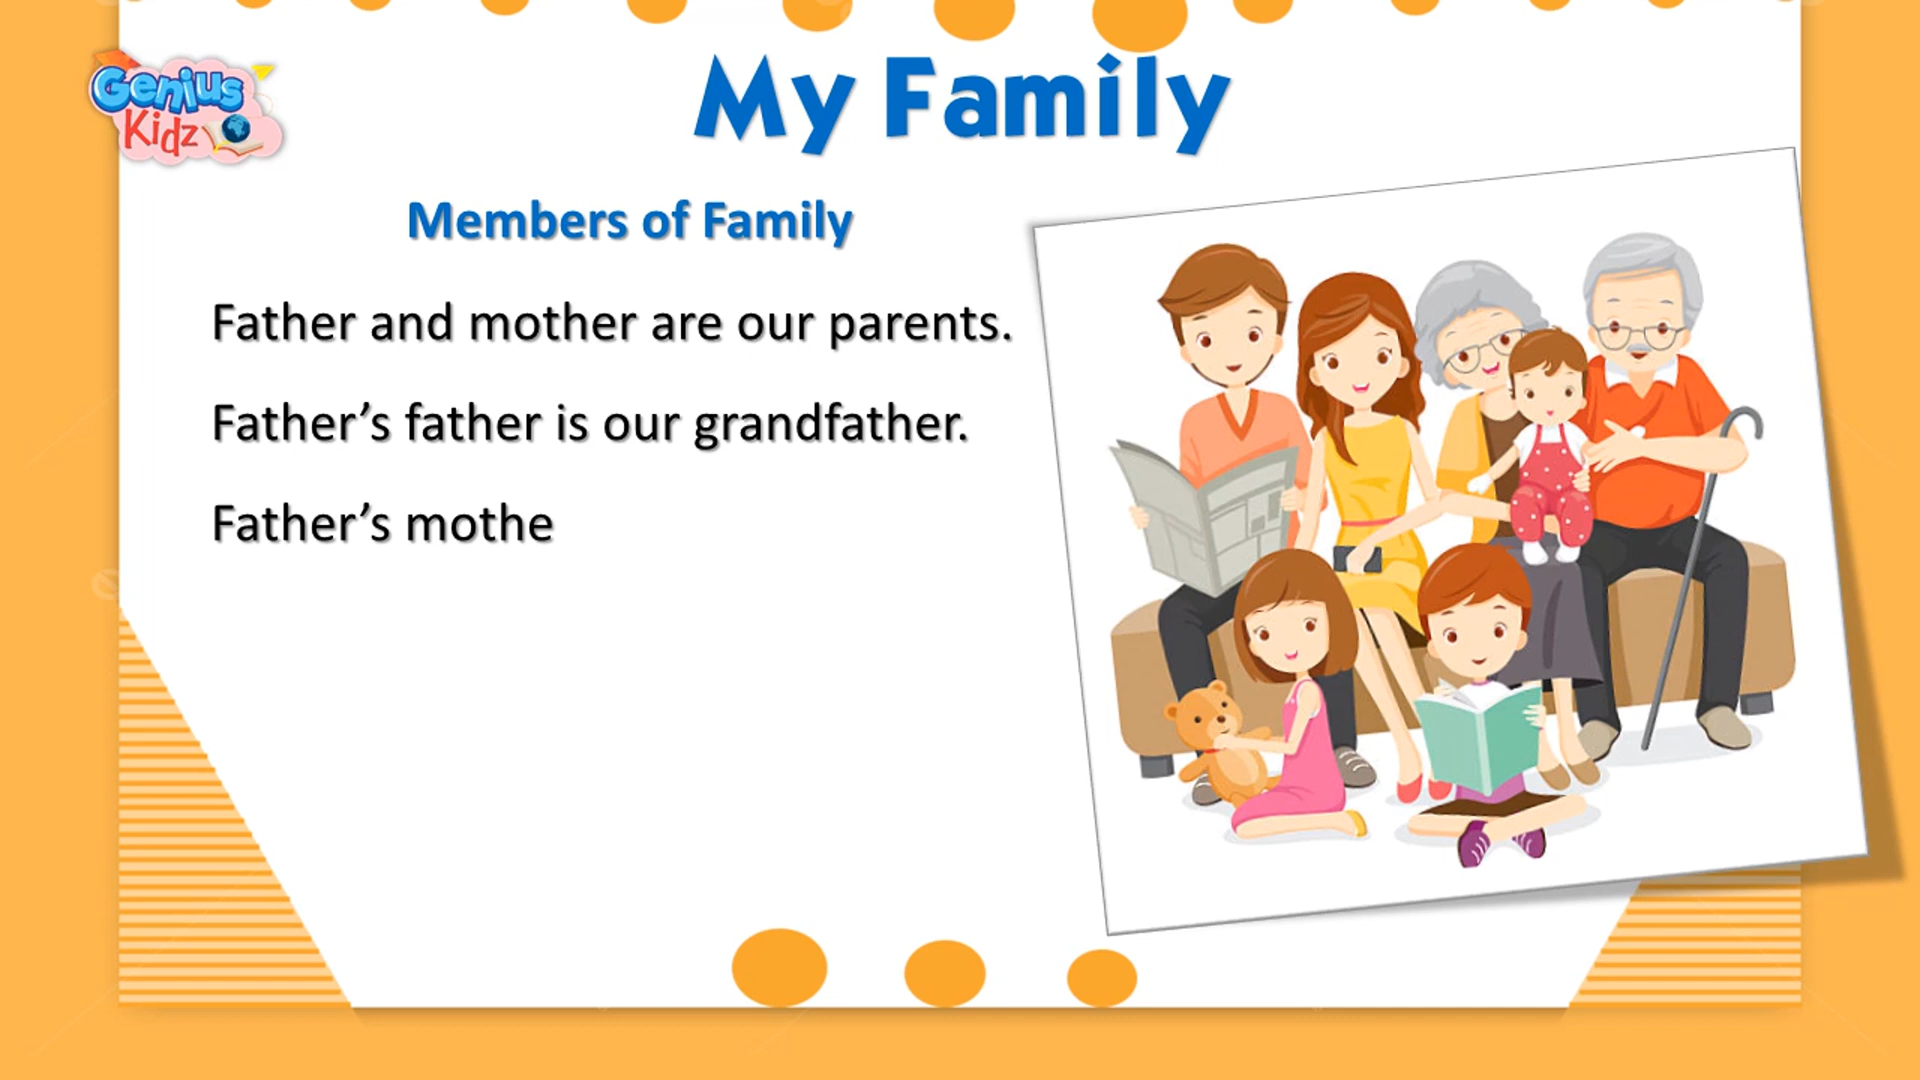 My Family
Genius
Kidz
Members of Family
Father and mother are our parents.
Father’s father is our grandfather.
Father’s mothe